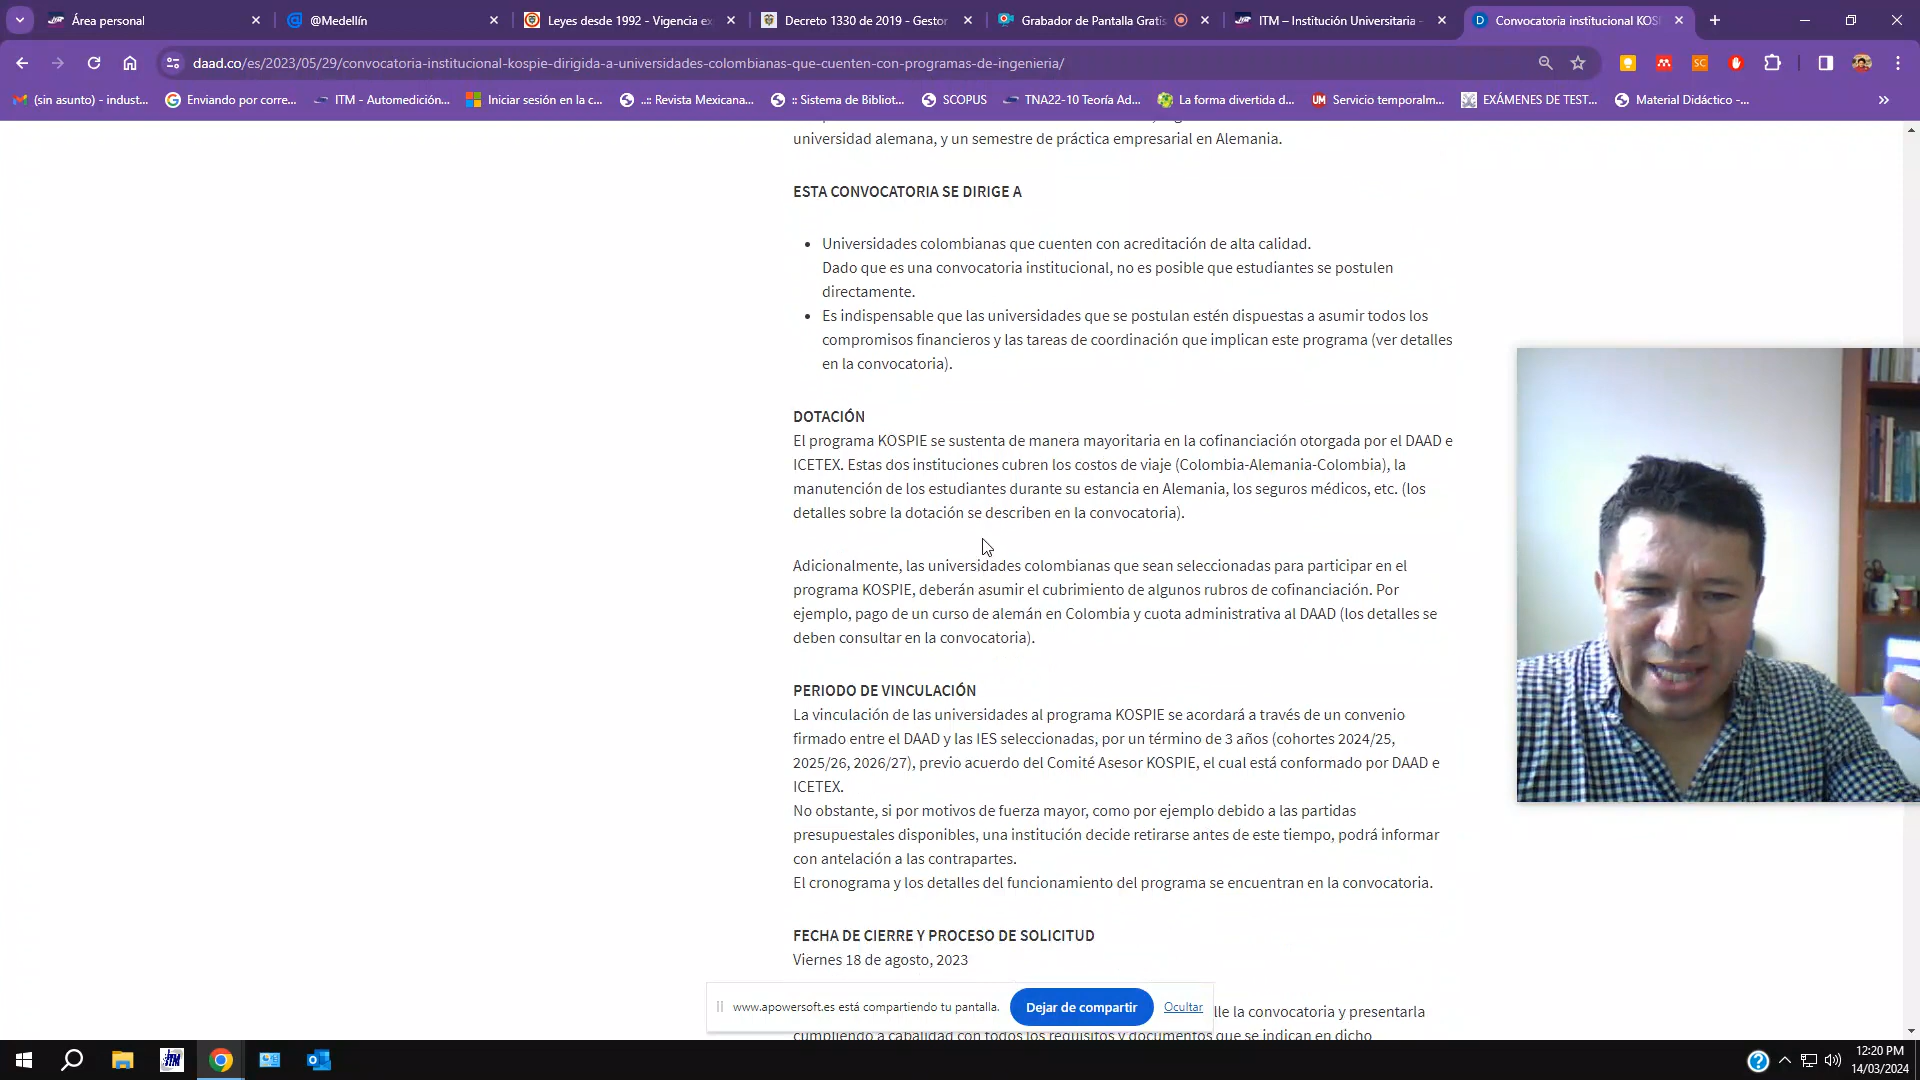 Área personal
@Medellín
Leyes desde 1992 - Vigencia ex
Decreto 1330 de 2019 - Gestor
Grabador de Pantalla Gratis
ITM – Institución Universitaria -
Convocatoria institucional KOS
daad.co/es/2023/05/29/convocatoria-institucional-kospie-dirigida-a-universidades-colombianas-que-cuenten-con-programas-de-ingenieria/
(sin asunto) - indust...
Enviando por corre...
ITM - Automedición...
Iniciar sesión en la c...
..:: Revista Mexicana...
:: Sistema de Bibliot...
SCOPUS
TNA22-10 Teoría Ad...
La forma divertida d...
Servicio temporalm...
EXÁMENES DE TEST...
Material Didáctico -...
universidad alemana, y un semestre de práctica empresarial en Alemania.
ESTA CONVOCATORIA SE DIRIGE A
• Universidades colombianas que cuenten con acreditación de alta calidad.
Dado que es una convocatoria institucional, no es posible que estudiantes se postulen
directamente.
• Es indispensable que las universidades que se postulan estén dispuestas a asumir todos los
compromisos financieros y las tareas de coordinación que implican este programa (ver detalles
en la convocatoria).
DOTACIÓN
El programa KOSPIE se sustenta de manera mayoritaria en la cofinanciación otorgada por el DAAD e
ICETEX. Estas dos instituciones cubren los costos de viaje (Colombia-Alemania-Colombia), la
manutención de los estudiantes durante su estancia en Alemania, los seguros médicos, etc. (los
detalles sobre la dotación se describen en la convocatoria).
Adicionalmente, las universidades colombianas que sean seleccionadas para participar en el
programa KOSPIE, deberán asumir el cubrimiento de algunos rubros de cofinanciación. Por
ejemplo, pago de un curso de alemán en Colombia y cuota administrativa al DAAD (los detalles se
deben consultar en la convocatoria).
PERIODO DE VINCULACIÓN
La vinculación de las universidades al programa KOSPIE se acordará a través de un convenio
firmado entre el DAAD y las IES seleccionadas, por un término de 3 años (cohortes 2024/25,
2025/26, 2026/27), previo acuerdo del Comité Asesor KOSPIE, el cual está conformado por DAAD e
ICETEX.
No obstante, si por motivos de fuerza mayor, como por ejemplo debido a las partidas
presupuestales disponibles, una institución decide retirarse antes de este tiempo, podrá informar
con antelación a las contrapartes.
El cronograma y los detalles del funcionamiento del programa se encuentran en la convocatoria.
FECHA DE CIERRE Y PROCESO DE SOLICITUD
Viernes 18 de agosto, 2023
www.apowersoft.es está compartiendo tu pantalla.
Dejar de compartir
Ocultar
lle la convocatoria y presentarla
cumpliendo a cabalidad con todos los requisitos y documentos que se indican en dicho
12:20 PM
14/03/2024